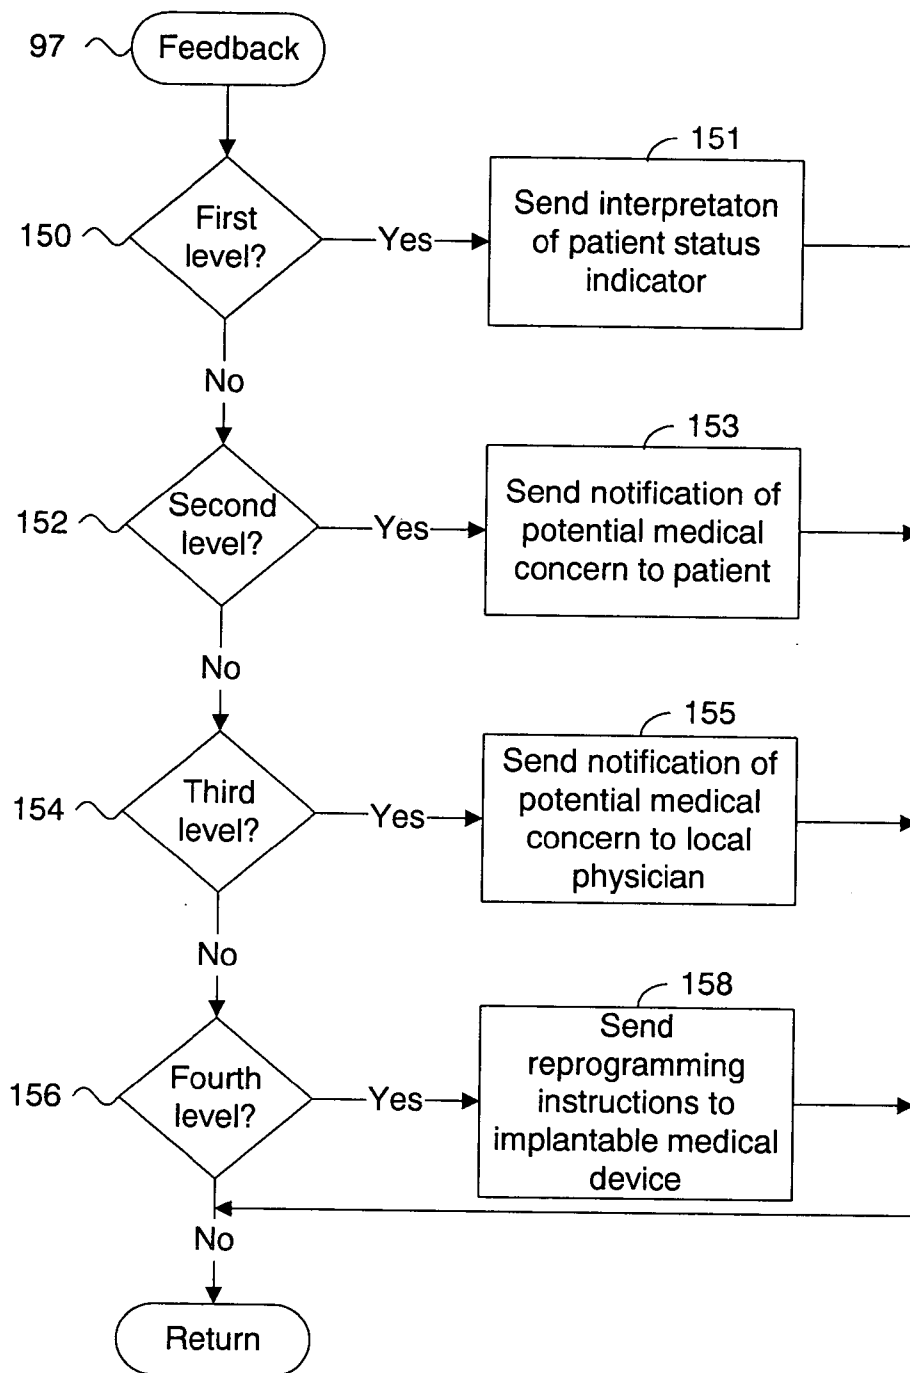 97
Feedback
151
150
First
level?
Yes
Send interpretaton
of patient status
indicator
No
153
152
Second
level?
Yes
Send notification of
potential medical
concern to patient
No
155
154
Third
level?
Yes
Send notification of
potential medical
concern to local
physician
No
158
156
Fourth
level?
Yes
Send
reprogramming
instructions to
implantable medical
device
No
Return